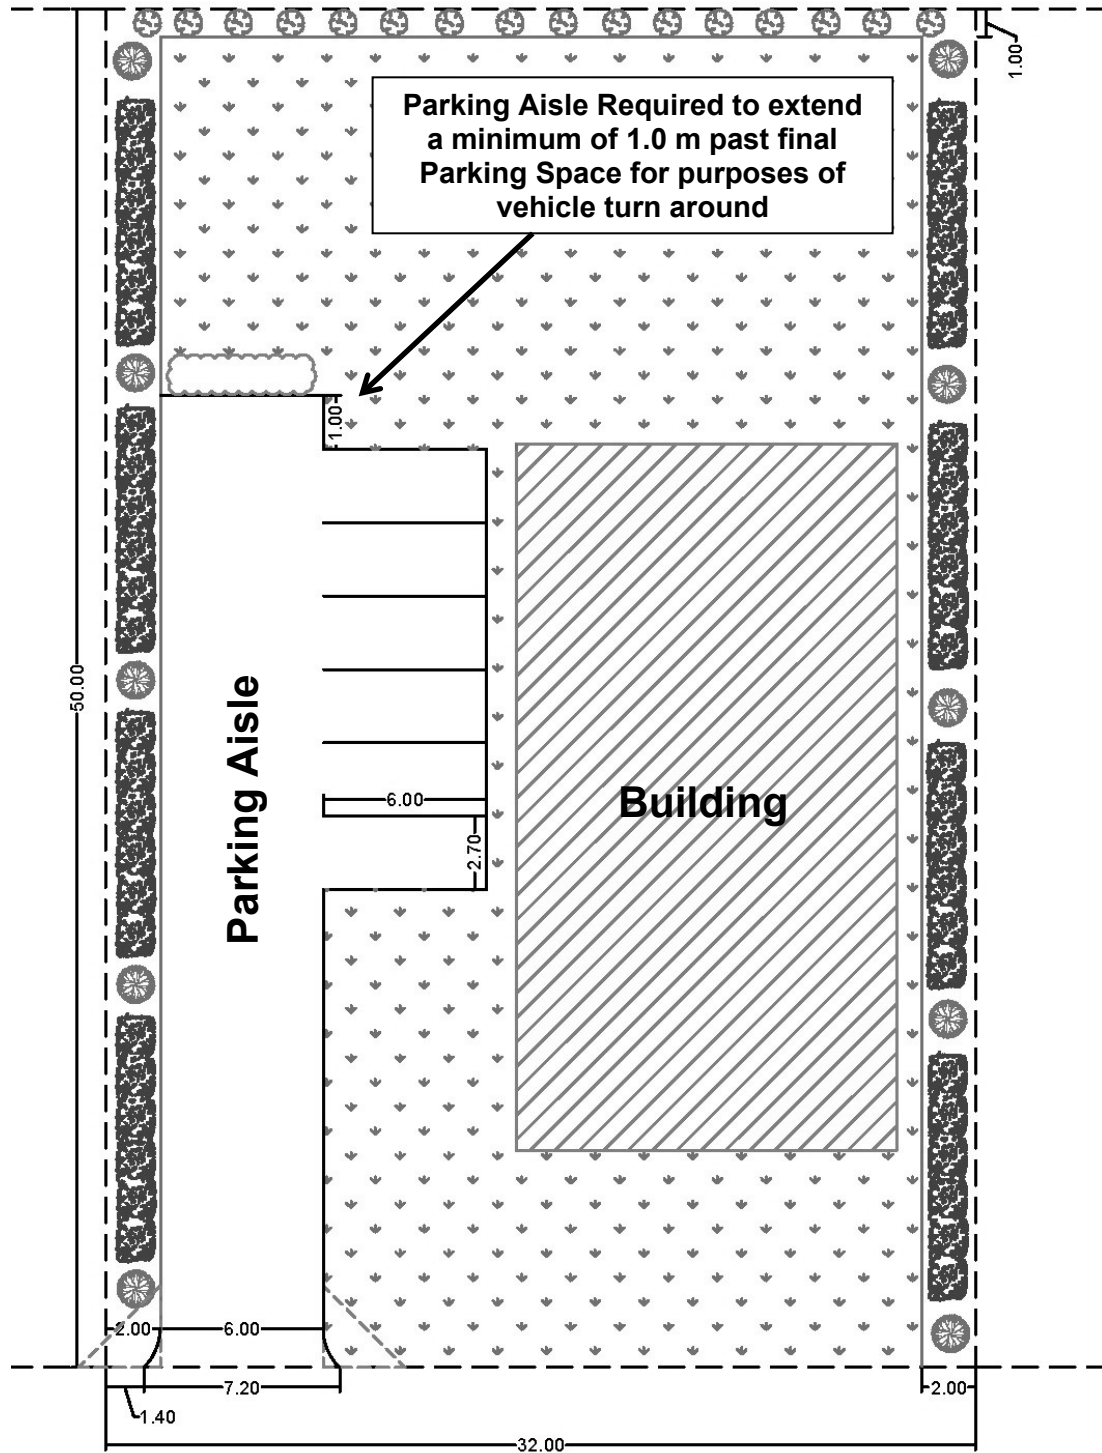 1.00
Parking Aisle Required to extend
a minimum of 1.0 m past final
Parking Space for purposes of
vehicle turn around
1.00
50.00
Parking Aisle
6.00
Building
2.70
2.00
6.00
7.20
2.00
1.40
32.00